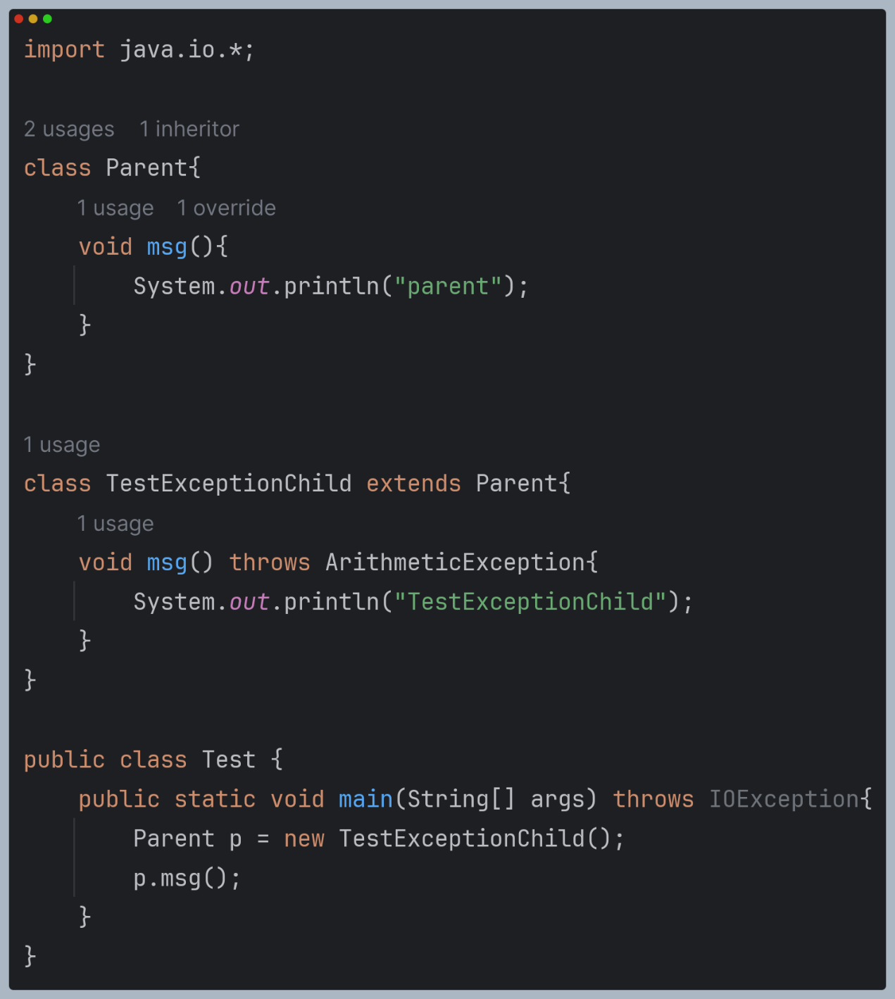 import java.io.*;
2 usages 1 inheritor
class Parent{
1 usage 1 override
void msg(){
System.out.println("parent");
}
}
1 usage
class TestExceptionChild extends Parent{
1 usage
void msg() throws ArithmeticException{
System.out.println("TestExceptionChild");
}
}
public class Test {
public static void main(String[] args) throws IOException{
Parent p = new TestExceptionChild();
p.msg();
}
}